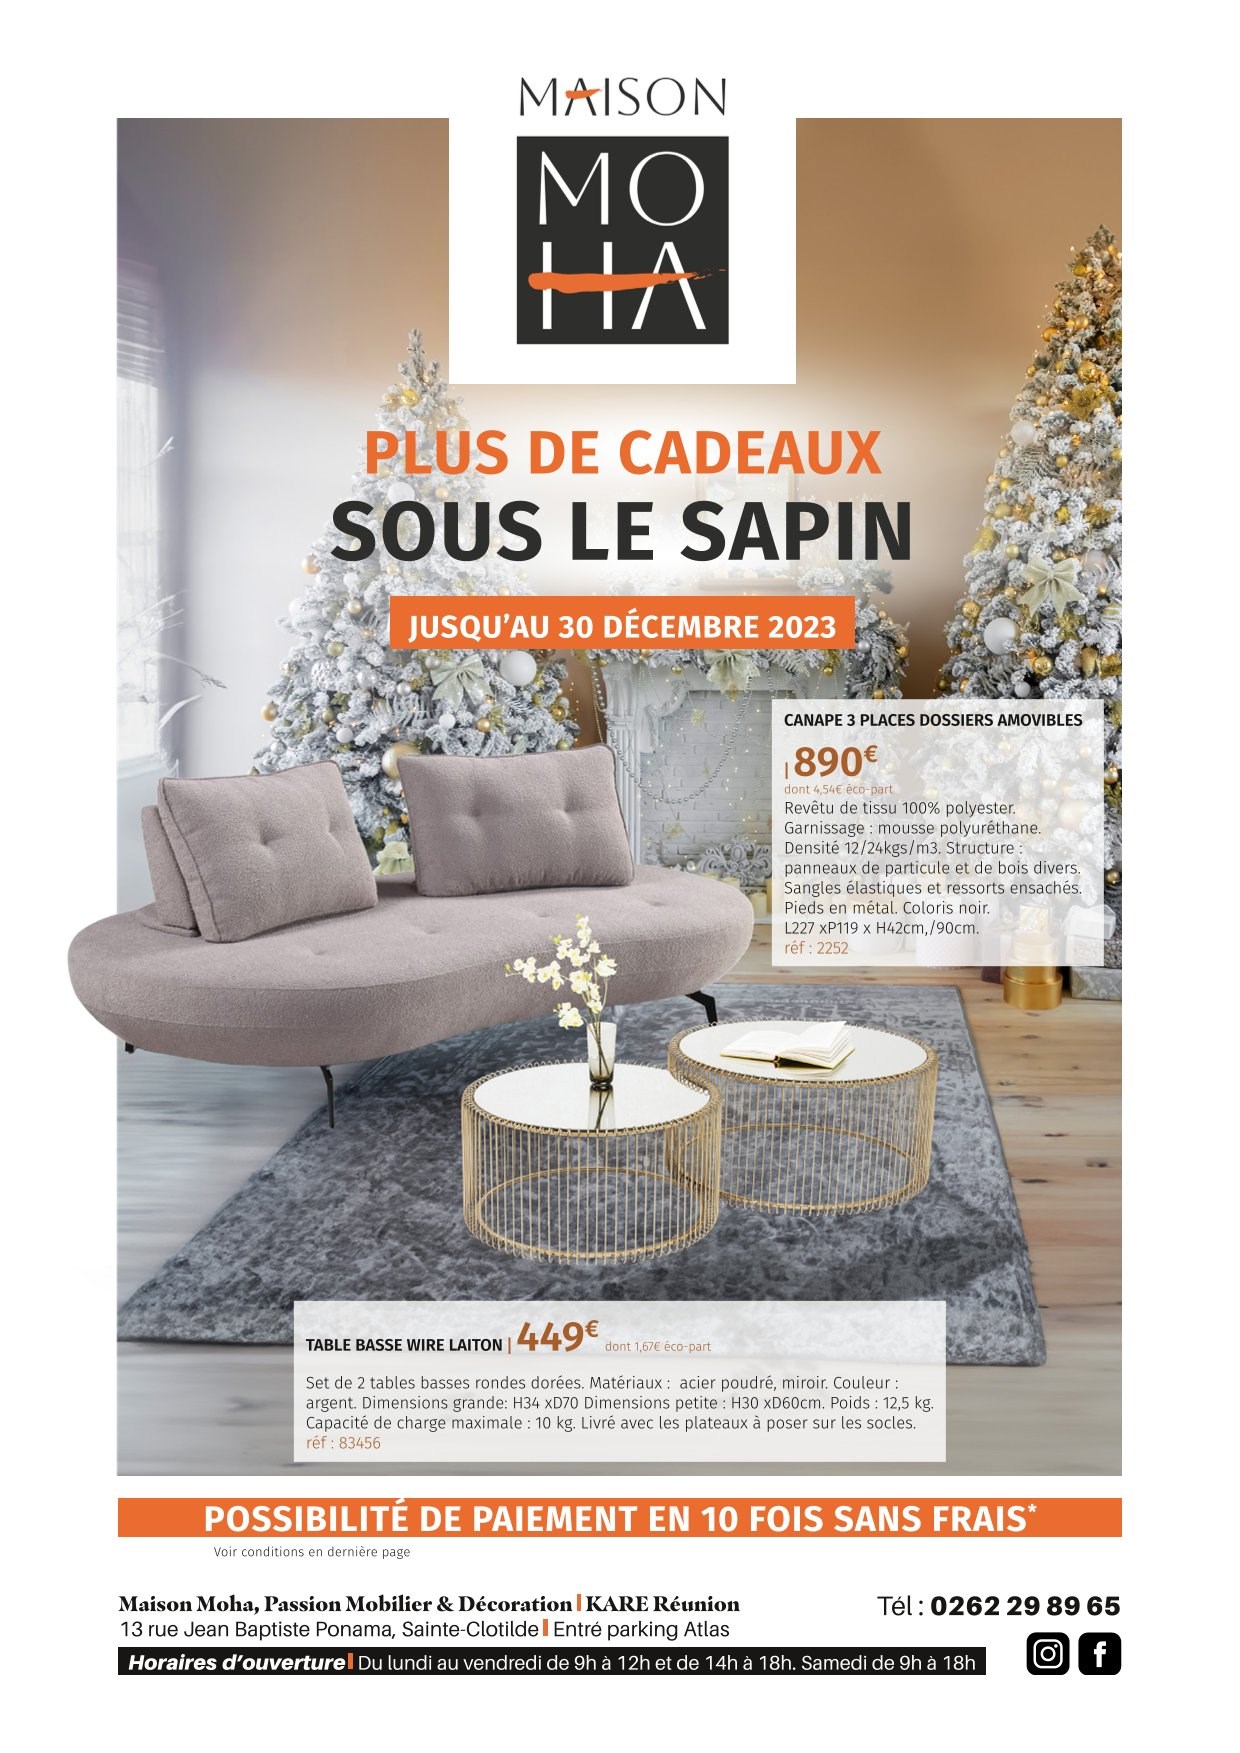 MAISON
MO
HA
PLUS DE CADEAUX
SOUS LE SAPIN
JUSQU'AU 30 DÉCEMBRE 2023
CANAPE 3 PLACES DOSSIERS AMOVIBLES
| 890€
dont 4,54€ éco-part
Revêtu de tissu 100% polyester.
Garnissage : mousse polyuréthane.
Densité 12/24kgs/m3. Structure :
panneaux de particule et de bois divers.
Sangles élastiques et ressorts ensachés.
Pieds en métal. Coloris noir.
L227 xP119 x H42cm,/90cm.
réf : 2252
TABLE BASSE WIRE LAITON | 449€ dont 1,67€ éco-part
Set de 2 tables basses rondes dorées. Matériaux : acier poudré, miroir. Couleur :
argent. Dimensions grande: H34 xD70 Dimensions petite : H30 xD60cm. Poids : 12,5 kg.
Capacité de charge maximale : 10 kg. Livré avec les plateaux à poser sur les socles.
réf : 83456
POSSIBILITÉ DE PAIEMENT EN 10 FOIS SANS FRAIS*
Voir conditions en dernière page
Maison Moha, Passion Mobilier & Décoration | KARE Réunion
13 rue Jean Baptiste Ponama, Sainte-Clotilde | Entré parking Atlas
Horaires d'ouverture | Du lundi au vendredi de 9h à 12h et de 14h à 18h. Samedi de 9h à 18h
Tél : 0262 29 89 65